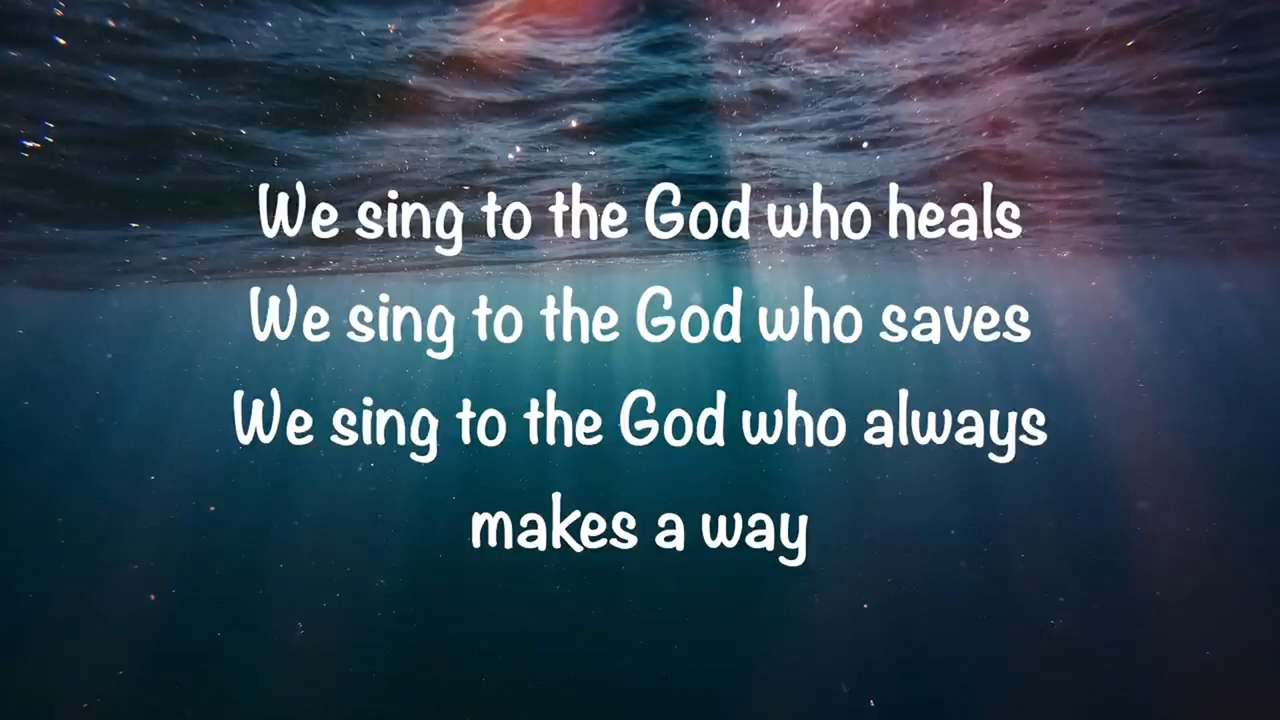 We sing to the God who heals
We sing to the God who saves
We sing to the God who always
makes a way